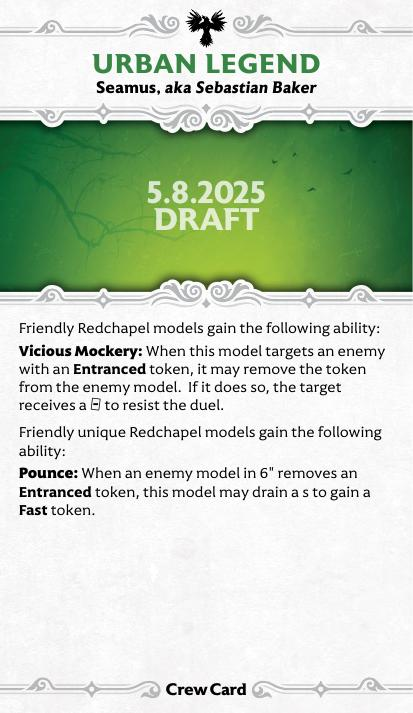 URBAN LEGEND
Seamus, aka Sebastian Baker
5.8.2025
DRAFT
Friendly Redchapel models gain the following ability:
Vicious Mockery: When this model targets an enemy
with an Entranced token, it may remove the token
from the enemy model.  If it does so, the target
receives a to resist the duel.
Friendly unique Redchapel models gain the following
ability:
Pounce: When an enemy model in 6" removes an
Entranced token, this model may drain a s to gain a
Fast token.
Crew Card